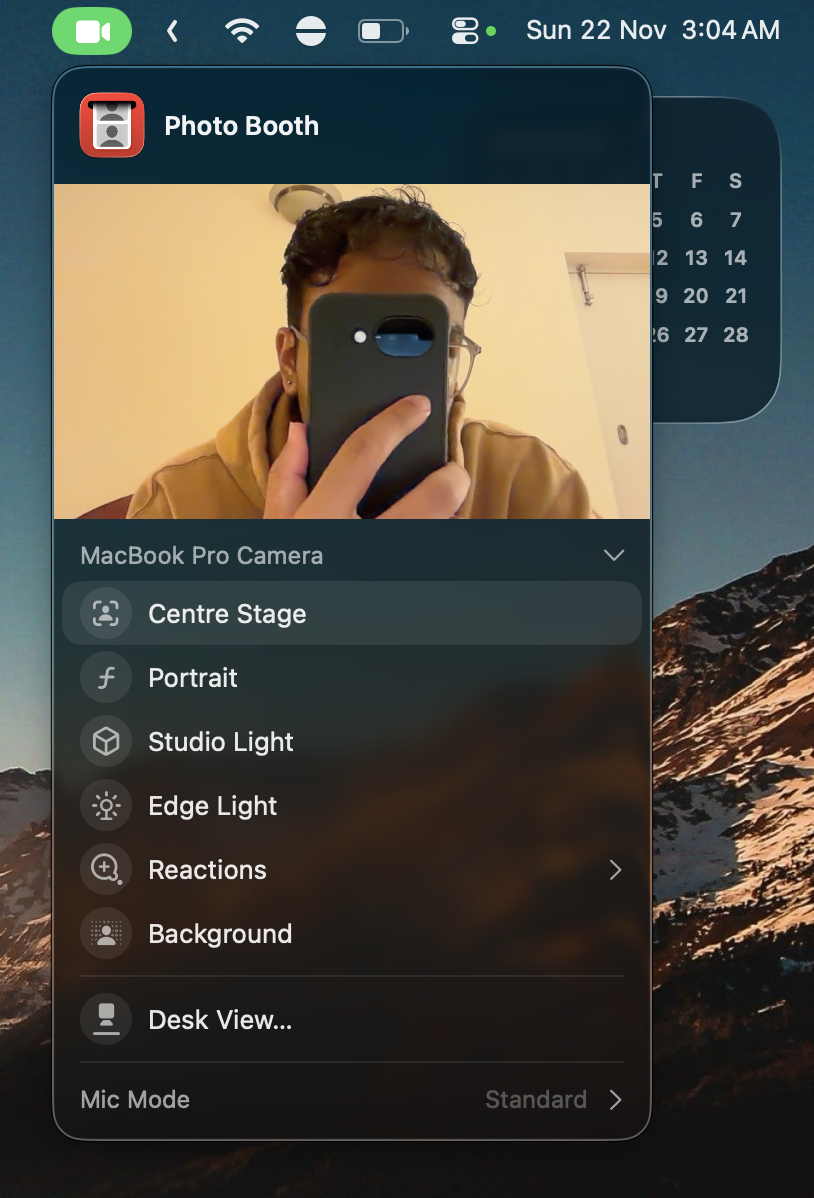 Sun 22 Nov 3:04 AM
Photo Booth
T F S
5 6 7
12 13 14
19 20 21
26 27 28
MacBook Pro Camera
Centre Stage
Portrait
Studio Light
Edge Light
Reactions
Background
Desk View...
Mic Mode Standard